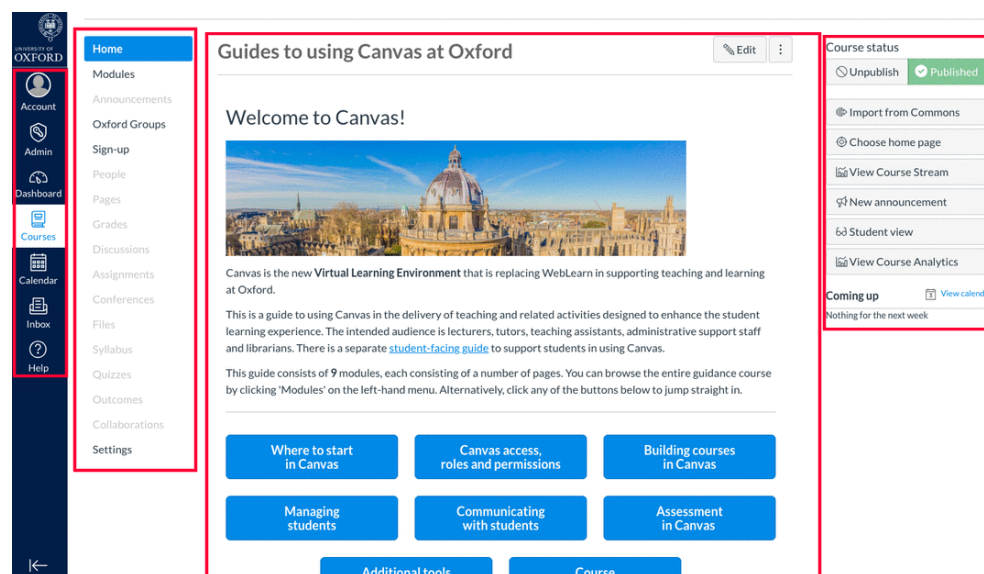 UNIVERSITY OF
OXFORD
Account
Admin
Dashboard
Courses
Calendar
Inbox
Help
Home
Modules
Announcements
Oxford Groups
Sign-up
People
Pages
Grades
Discussions
Assignments
Conferences
Files
Syllabus
Quizzes
Outcomes
Collaborations
Settings
Guides to using Canvas at Oxford
Edit
Welcome to Canvas!
Canvas is the new Virtual Learning Environment that is replacing WebLearn in supporting teaching and learning
at Oxford.
This is a guide to using Canvas in the delivery of teaching and related activities designed to enhance the student
learning experience. The intended audience is lecturers, tutors, teaching assistants, administrative support staff
and librarians. There is a separate student-facing guide to support students in using Canvas.
This guide consists of 9 modules, each consisting of a number of pages. You can browse the entire guidance course
by clicking 'Modules' on the left-hand menu. Alternatively, click any of the buttons below to jump straight in.
Where to start
in Canvas
Canvas access,
roles and permissions
Building courses
in Canvas
Managing
students
Communicating
with students
Assessment
in Canvas
Additional tools
Course
Course status
Unpublish
Published
Import from Commons
Choose home page
View Course Stream
New announcement
Student view
View Course Analytics
Coming up
View calend
Nothing for the next week